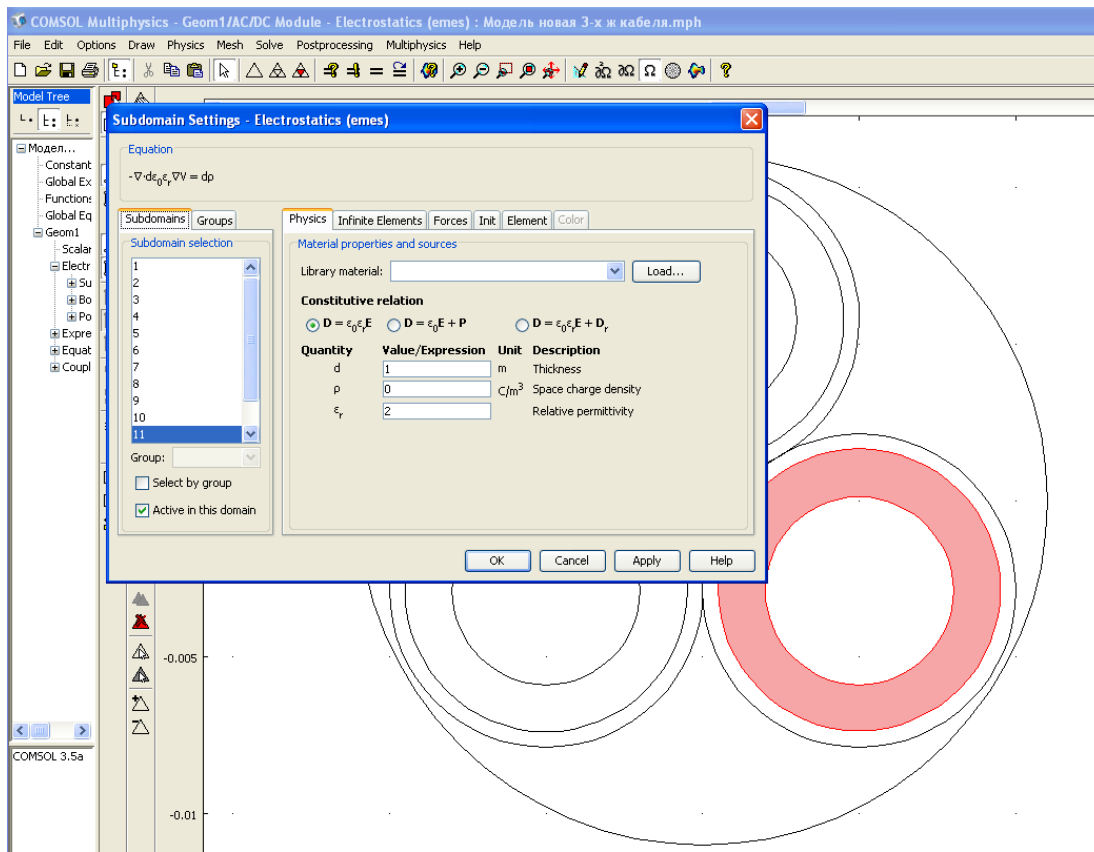 COMSOL Multiphysics - Geom1/AC/DC Module - Electrostatics (emes) : Модель новая 3-х ж кабеля.mph
File Edit Options Draw Physics Mesh Solve Postprocessing Multiphysics Help
Model Tree
Модел...
Constant
Global Ex
Functions
Global Eq
Geom1
Scalar
Electr
Su
Bo
Po
Expre
Equat
Coupl
COMSOL 3.5a
Subdomain Settings - Electrostatics (emes)
Equation
-∇·dε₀εᵣ∇V = dρ
Subdomains Groups
Subdomain selection
1
2
3
4
5
6
7
8
9
10
11
Group:
Select by group
Active in this domain
Physics Infinite Elements Forces Init Element Color
Material properties and sources
Library material: Load...
Constitutive relation
D = ε₀εᵣE D = ε₀E + P D = ε₀εᵣE + Dᵣ
Quantity Value/Expression Unit Description
d 1 m Thickness
ρ 0 C/m³ Space charge density
εᵣ 2 Relative permittivity
OK Cancel Apply Help
-0.005
-0.01